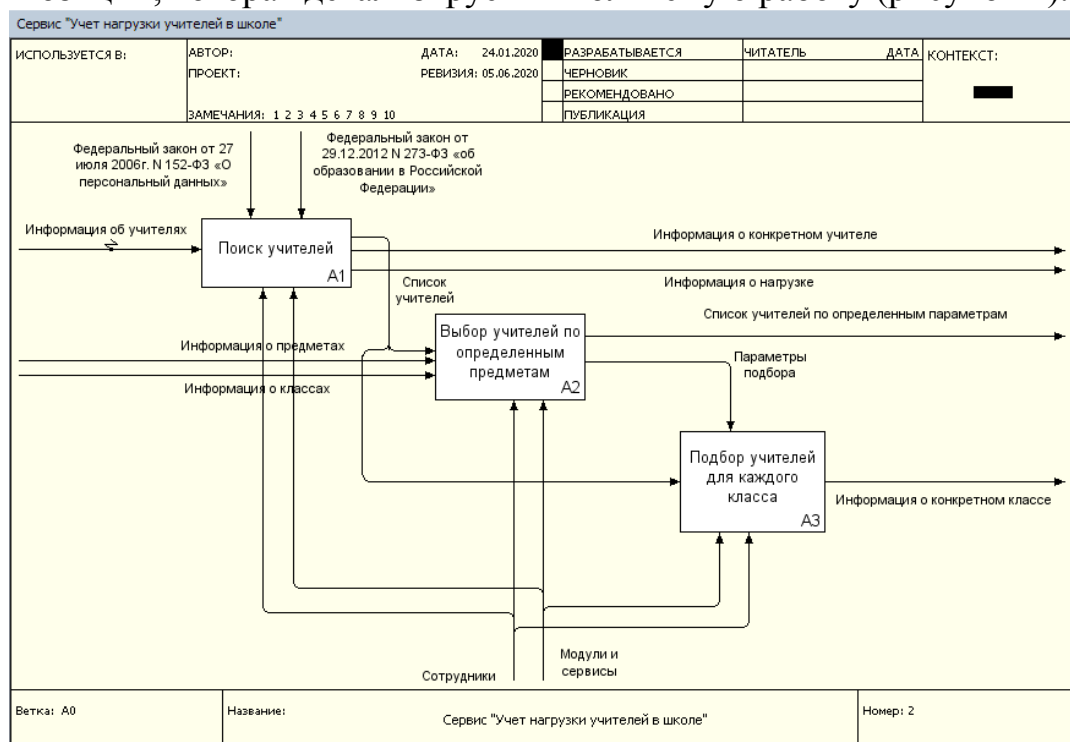 Сервис "Учет нагрузки учителей в школе"
ИСПОЛЬЗУЕТСЯ В:
АВТОР:
ДАТА: 24.01.2020
ПРОЕКТ:
РЕВИЗИЯ: 05.06.2020
ЗАМЕЧАНИЯ: 1 2 3 4 5 6 7 8 9 10
РАЗРАБАТЫВАЕТСЯ
ЧЕРНОВИК
РЕКОМЕНДОВАНО
ПУБЛИКАЦИЯ
ЧИТАТЕЛЬ
ДАТА
КОНТЕКСТ:
Федеральный закон от 27
июля 2006г. N 152-ФЗ «О
персональный данных»
Федеральный закон от
29.12.2012 N 273-ФЗ «об
образовании в Российской
Федерации»
Информация об учителях
Поиск учителей
A1
Информация о конкретном учителе
Информация о нагрузке
Список
учителей
Список учителей по определенным параметрам
Информация о предметах
Информация о классах
Выбор учителей по
определенным
предметам
A2
Параметры
подбора
Подбор учителей
для каждого
класса
A3
Информация о конкретном классе
Сотрудники
Модули и
сервисы
Ветка: A0
Название:
Сервис "Учет нагрузки учителей в школе"
Номер: 2